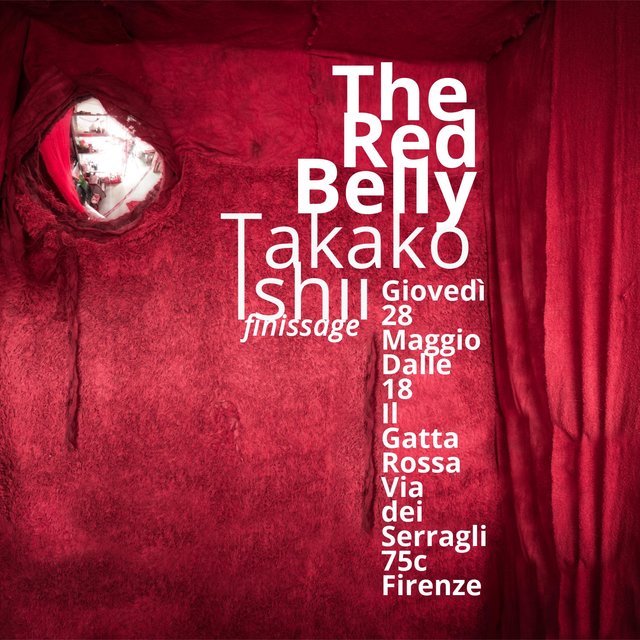 The
Red
Belly
Takako
Ishii
finissage
Giovedì
28
Maggio
Dalle
18
Il
Gatta
Rossa
Via
dei
Serragli
75c
Firenze